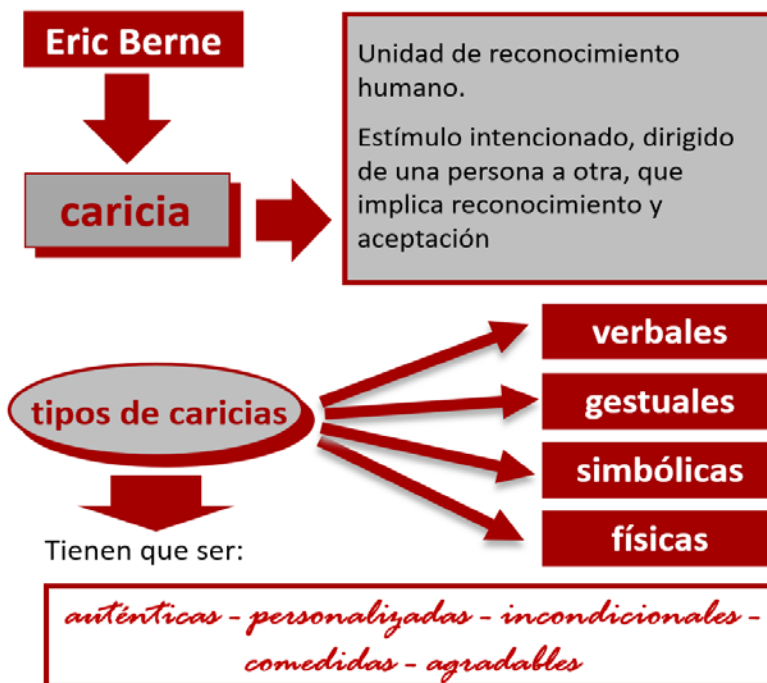 Eric Berne
caricia
Unidad de reconocimiento
humano.
Estímulo intencionado, dirigido
de una persona a otra, que
implica reconocimiento y
aceptación
tipos de caricias
verbales
gestuales
simbólicas
físicas
Tienen que ser:
auténticas - personalizadas - incondicionales -
comedidas - agradables